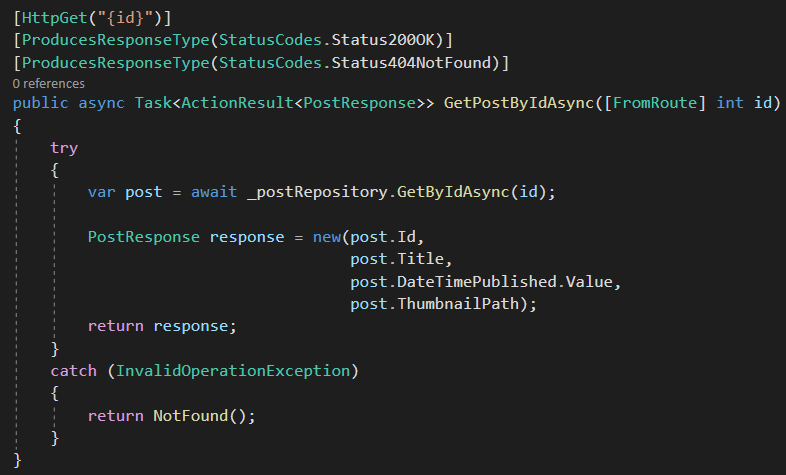 [HttpGet("{id}")]
[ProducesResponseType(StatusCodes.Status200OK)]
[ProducesResponseType(StatusCodes.Status404NotFound)]
0 references
public async Task<ActionResult<PostResponse>> GetPostByIdAsync([FromRoute] int id)
{
    try
    {
        var post = await _postRepository.GetByIdAsync(id);

        PostResponse response = new(post.Id,
                                    post.Title,
                                    post.DateTimePublished.Value,
                                    post.ThumbnailPath);
        return response;
    }
    catch (InvalidOperationException)
    {
        return NotFound();
    }
}